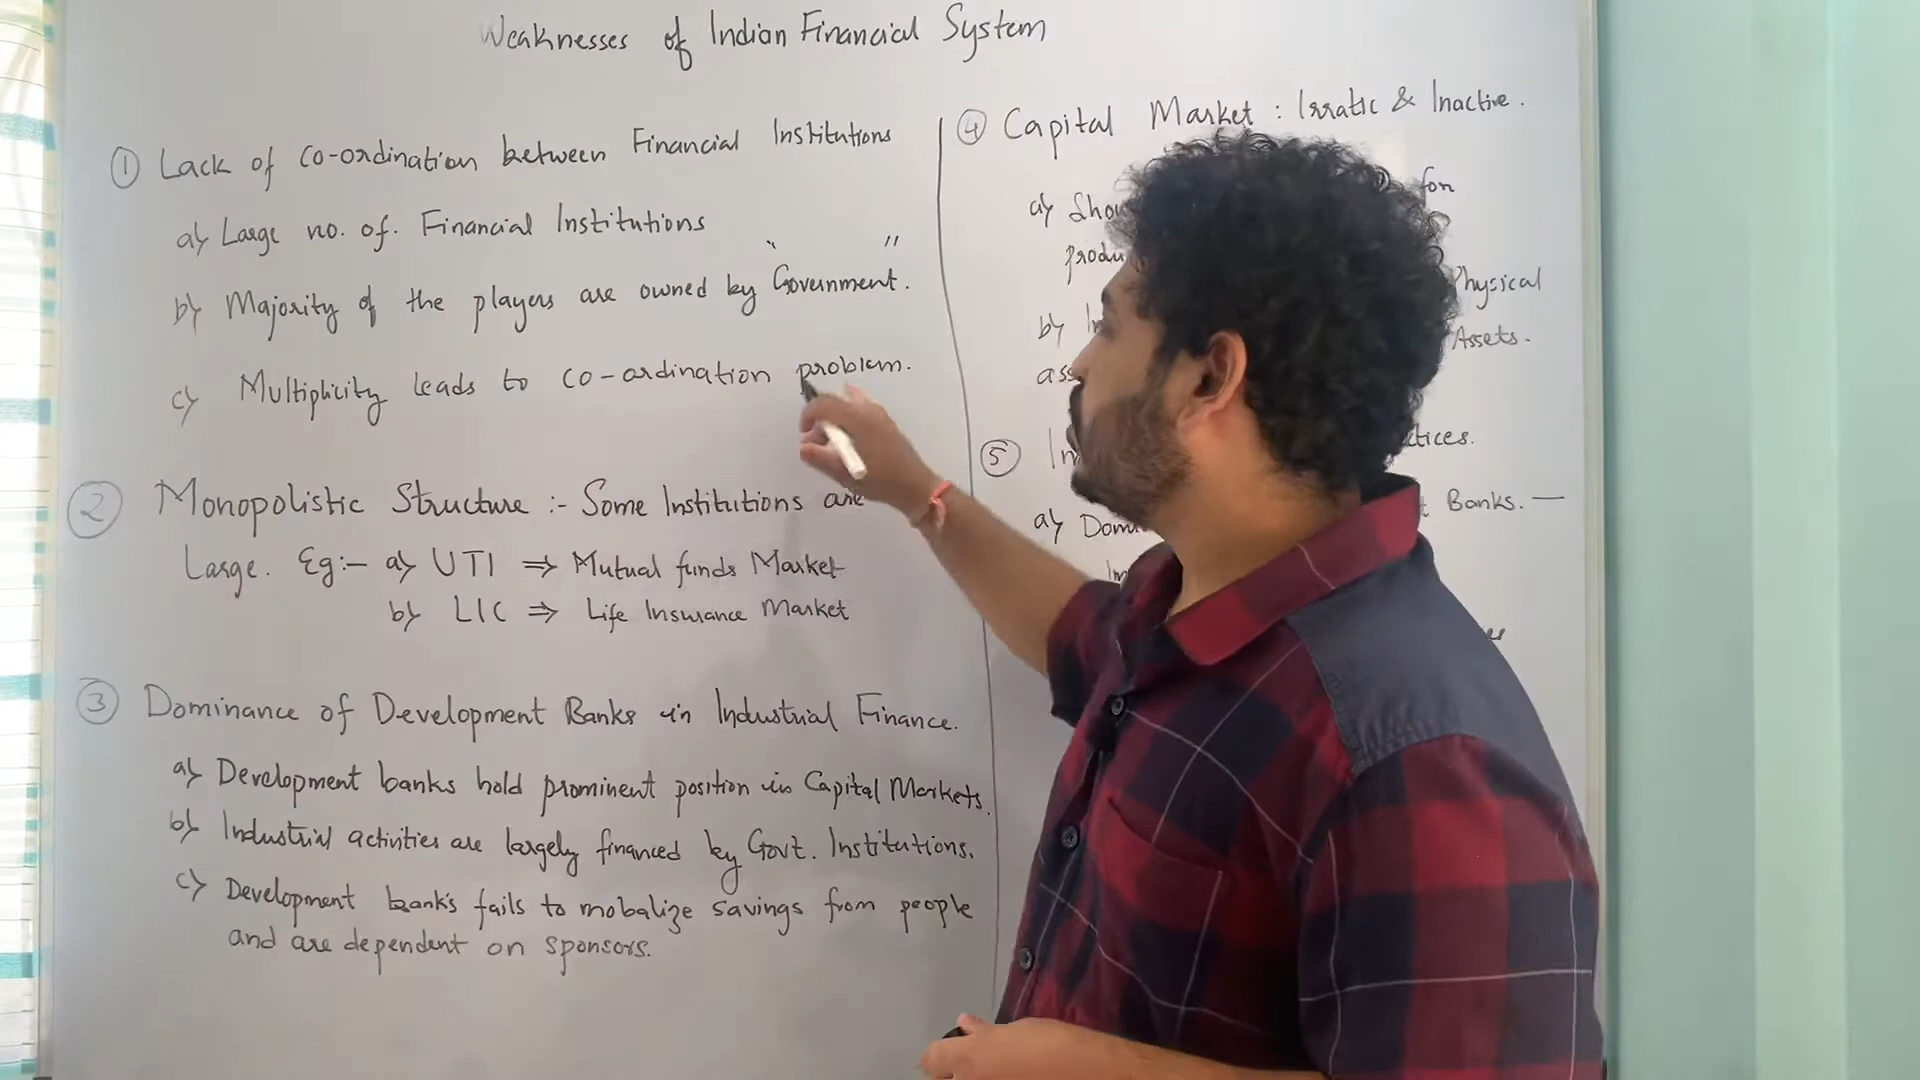 Weaknesses of Indian Financial System
① Lack of Co-ordination between Financial Institutions
a) Large no. of. Financial Institutions
b) Majority of the players are owned by "Government".
c) Multiplicity leads to co-ordination problem.
② Monopolistic Structure :- Some Institutions are
Large. Eg:- a) UTI ⇒ Mutual funds Market
b) LIC ⇒ Life Insurance Market
③ Dominance of Development Banks in Industrial Finance.
a) Development banks hold prominent position in Capital Markets.
b) Industrial activities are largely financed by Govt. Institutions.
c) Development banks fails to mobalize savings from people
and are dependent on sponsors.
④ Capital Market : Irratic & Inactive.
a) for
b) Physical
Assets.
⑤
a) Banks. —